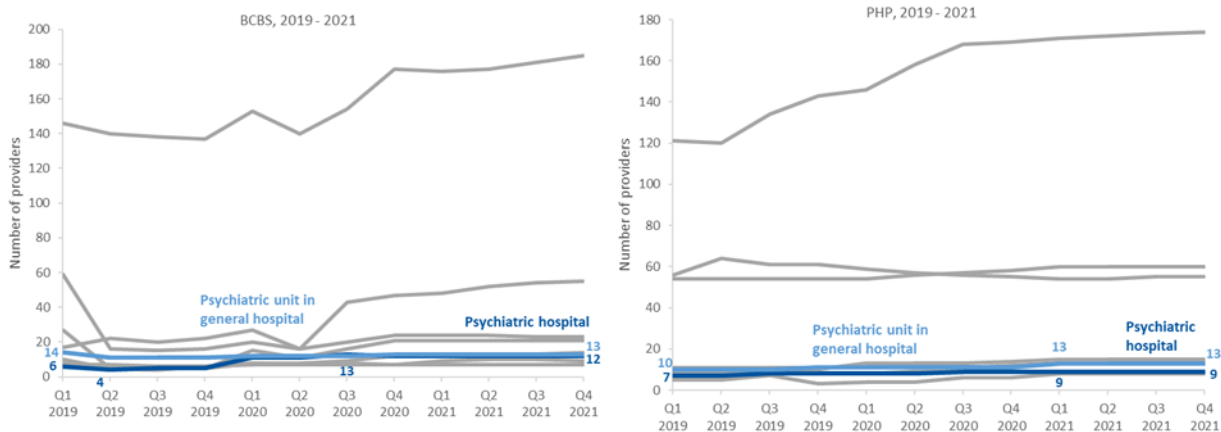 BCBS, 2019 - 2021
Number of providers
200
180
160
140
120
100
80
60
40
20
0
Psychiatric unit in
general hospital
Psychiatric hospital
14
6
4
13
13
12
Q1 Q2 Q3 Q4 Q1 Q2 Q3 Q4 Q1 Q2 Q3 Q4
2019 2019 2019 2019 2020 2020 2020 2020 2021 2021 2021 2021
PHP, 2019 - 2021
Number of providers
180
160
140
120
100
80
60
40
20
0
Psychiatric unit in
general hospital
Psychiatric
hospital
10
7
13
9
13
9
Q1 Q2 Q3 Q4 Q1 Q2 Q3 Q4 Q1 Q2 Q3 Q4
2019 2019 2019 2019 2020 2020 2020 2020 2021 2021 2021 2021